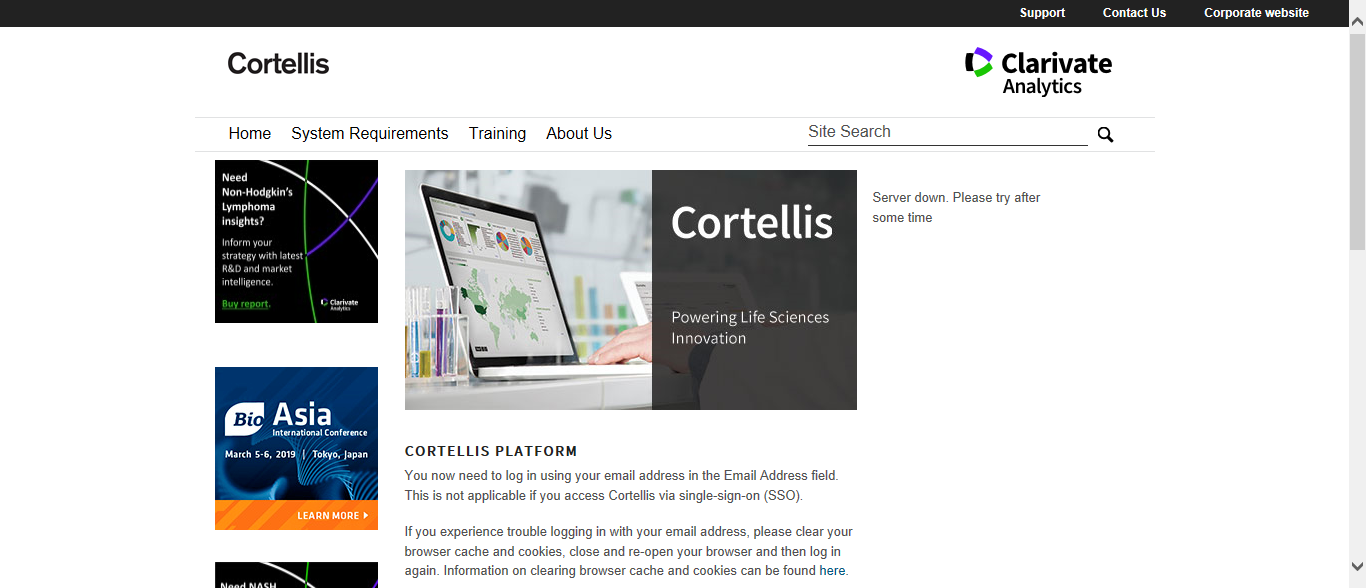 Support Contact Us Corporate website
Cortellis
Clarivate
Analytics
Home System Requirements Training About Us
Site Search
Need
Non-Hodgkin's
Lymphoma
insights?
Inform your
strategy with latest
R&D and market
intelligence.
Buy report.
Clarivate
Analytics
Bio Asia
International Conference
March 5-6, 2019 | Tokyo, Japan
LEARN MORE
Need NASH
Cortellis
Powering Life Sciences
Innovation
CORTELLIS PLATFORM
You now need to log in using your email address in the Email Address field.
This is not applicable if you access Cortellis via single-sign-on (SSO).
If you experience trouble logging in with your email address, please clear your
browser cache and cookies, close and re-open your browser and then log in
again. Information on clearing browser cache and cookies can be found here.
Server down. Please try after
some time